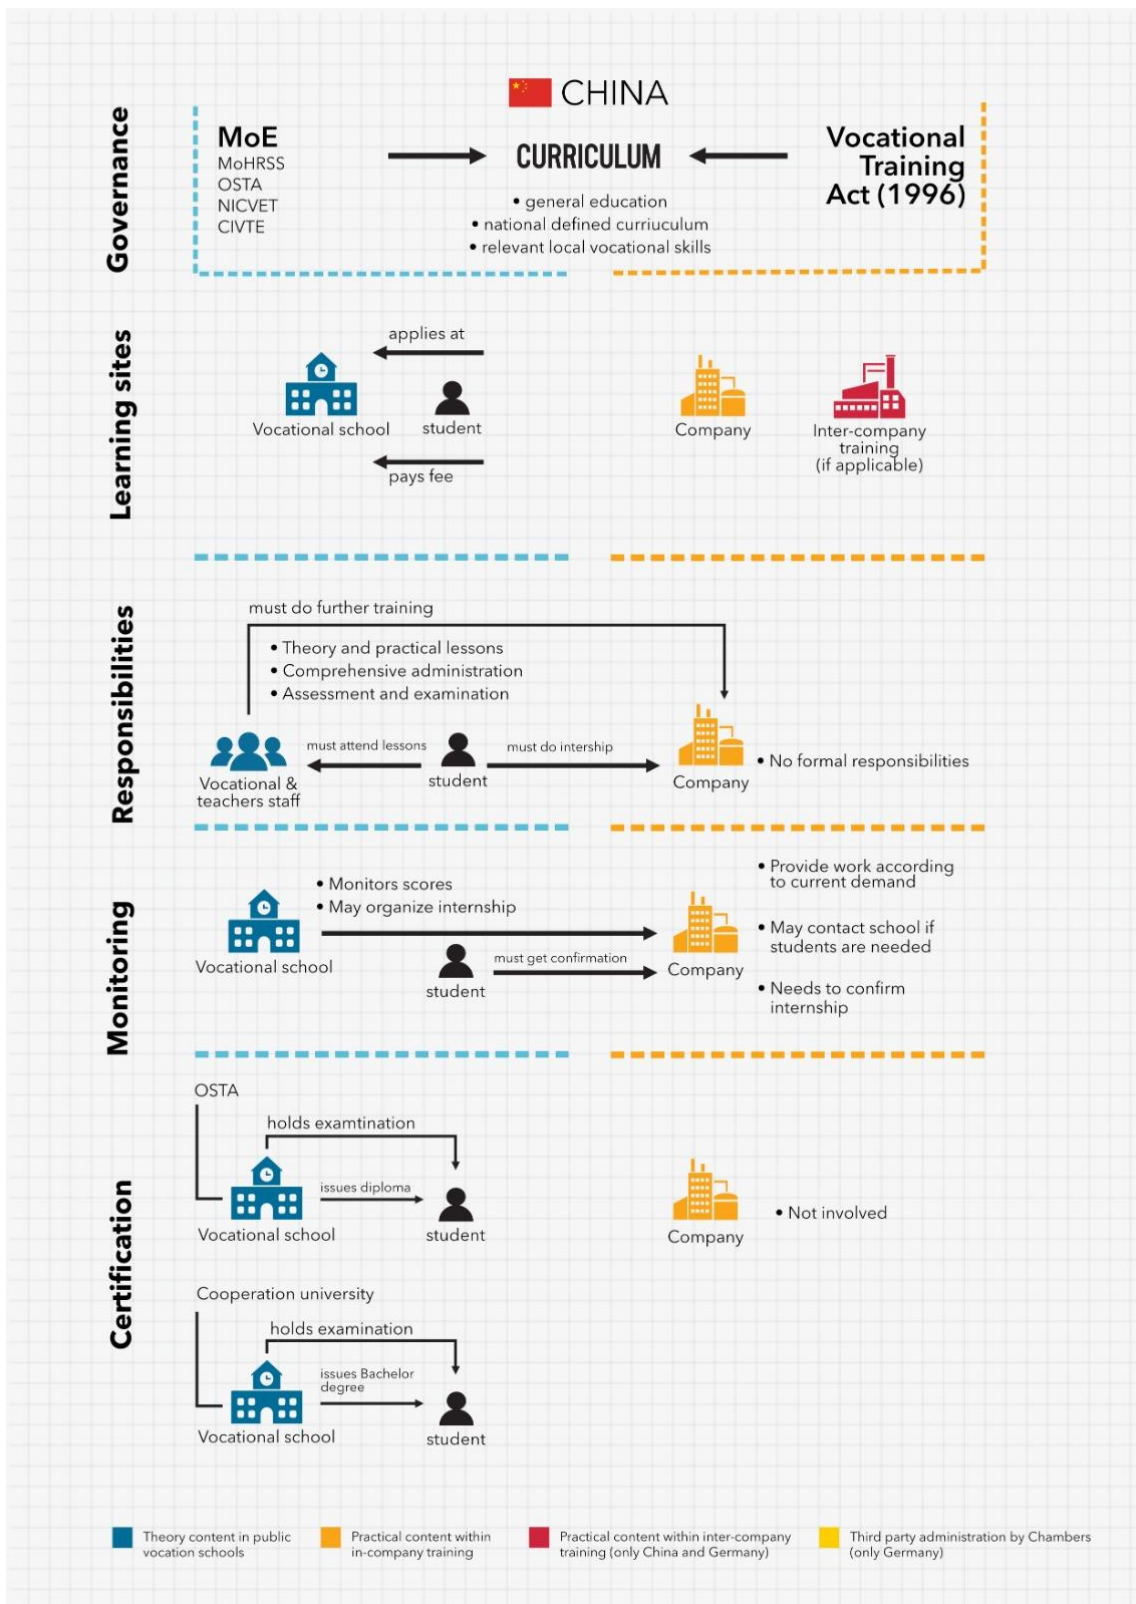 CHINA
Governance
MoE
MoHRSS
OSTA
NICVET
CIVTE
CURRICULUM
• general education
• national defined curriuculum
• relevant local vocational skills
Vocational
Training
Act (1996)
Learning sites
applies at
Vocational school
student
pays fee
Company
Inter-company
training
(if applicable)
Responsibilities
must do further training
• Theory and practical lessons
• Comprehensive administration
• Assessment and examination
must attend lessons
must do intership
Vocational &
teachers staff
student
Company
• No formal responsibilities
Monitoring
• Monitors scores
• May organize internship
Vocational school
student
must get confirmation
Company
• Provide work according
to current demand
• May contact school if
students are needed
• Needs to confirm
internship
Certification
OSTA
holds examtination
issues diploma
Vocational school
student
Company
• Not involved
Cooperation university
holds examination
issues Bachelor
degree
Vocational school
student
Theory content in public
vocation schools
Practical content within
in-company training
Practical content within inter-company
training (only China and Germany)
Third party administration by Chambers
(only Germany)